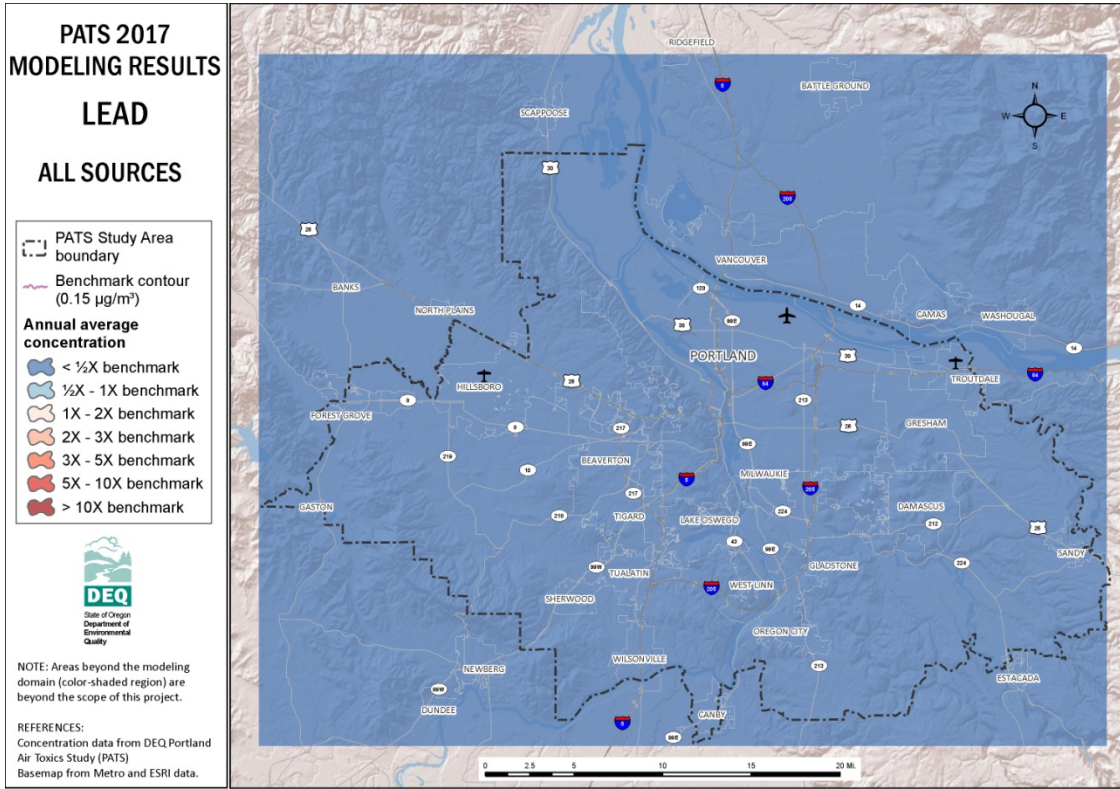 PATS 2017
MODELING RESULTS
LEAD
ALL SOURCES
PATS Study Area
boundary
Benchmark contour
(0.15 µg/m³)
Annual average
concentration
< ½X benchmark
½X - 1X benchmark
1X - 2X benchmark
2X - 3X benchmark
3X - 5X benchmark
5X - 10X benchmark
> 10X benchmark
DEQ
State of Oregon
Department of
Environmental
Quality
NOTE: Areas beyond the modeling
domain (color-shaded region) are
beyond the scope of this project.
REFERENCES:
Concentration data from DEQ Portland
Air Toxics Study (PATS)
Basemap from Metro and ESRI data.
RIDGEFIELD
5
BATTLE GROUND
N
W E
S
SCAPPOOSE
30
205
26
VANCOUVER
BANKS
120
14
NORTH PLAINS
CAMAS
WASHOUGAL
30
99E
14
PORTLAND
30
HILLSBORO
26
84
TROUTDALE
84
FOREST GROVE
8
213
8
217
26
GRESHAM
219
99E
BEAVERTON
10
MILWAUKIE
5
205
217
GASTON
210
TIGARD
LAKE OSWEGO
224
DAMASCUS
212
26
43
99E
SANDY
99W
TUALATIN
GLADSTONE
224
205
WEST LINN
SHERWOOD
OREGON CITY
WILSONVILLE
213
NEWBERG
ESTACADA
99W
DUNDEE
CANBY
5
99E
0 2.5 5 10 15 20 Mi.